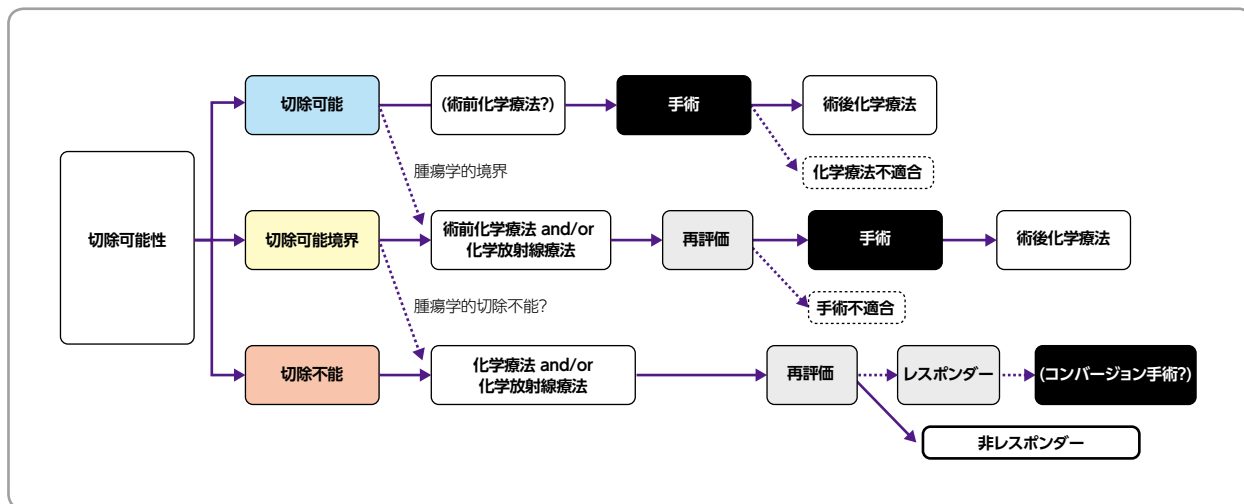 切除可能性
切除可能
(術前化学療法?)
手術
術後化学療法
化学療法不適合
腫瘍学的境界
切除可能境界
術前化学療法 and/or
化学放射線療法
再評価
手術
術後化学療法
手術不適合
腫瘍学的切除不能?
切除不能
化学療法 and/or
化学放射線療法
再評価
レスポンダー
(コンバージョン手術?)
非レスポンダー